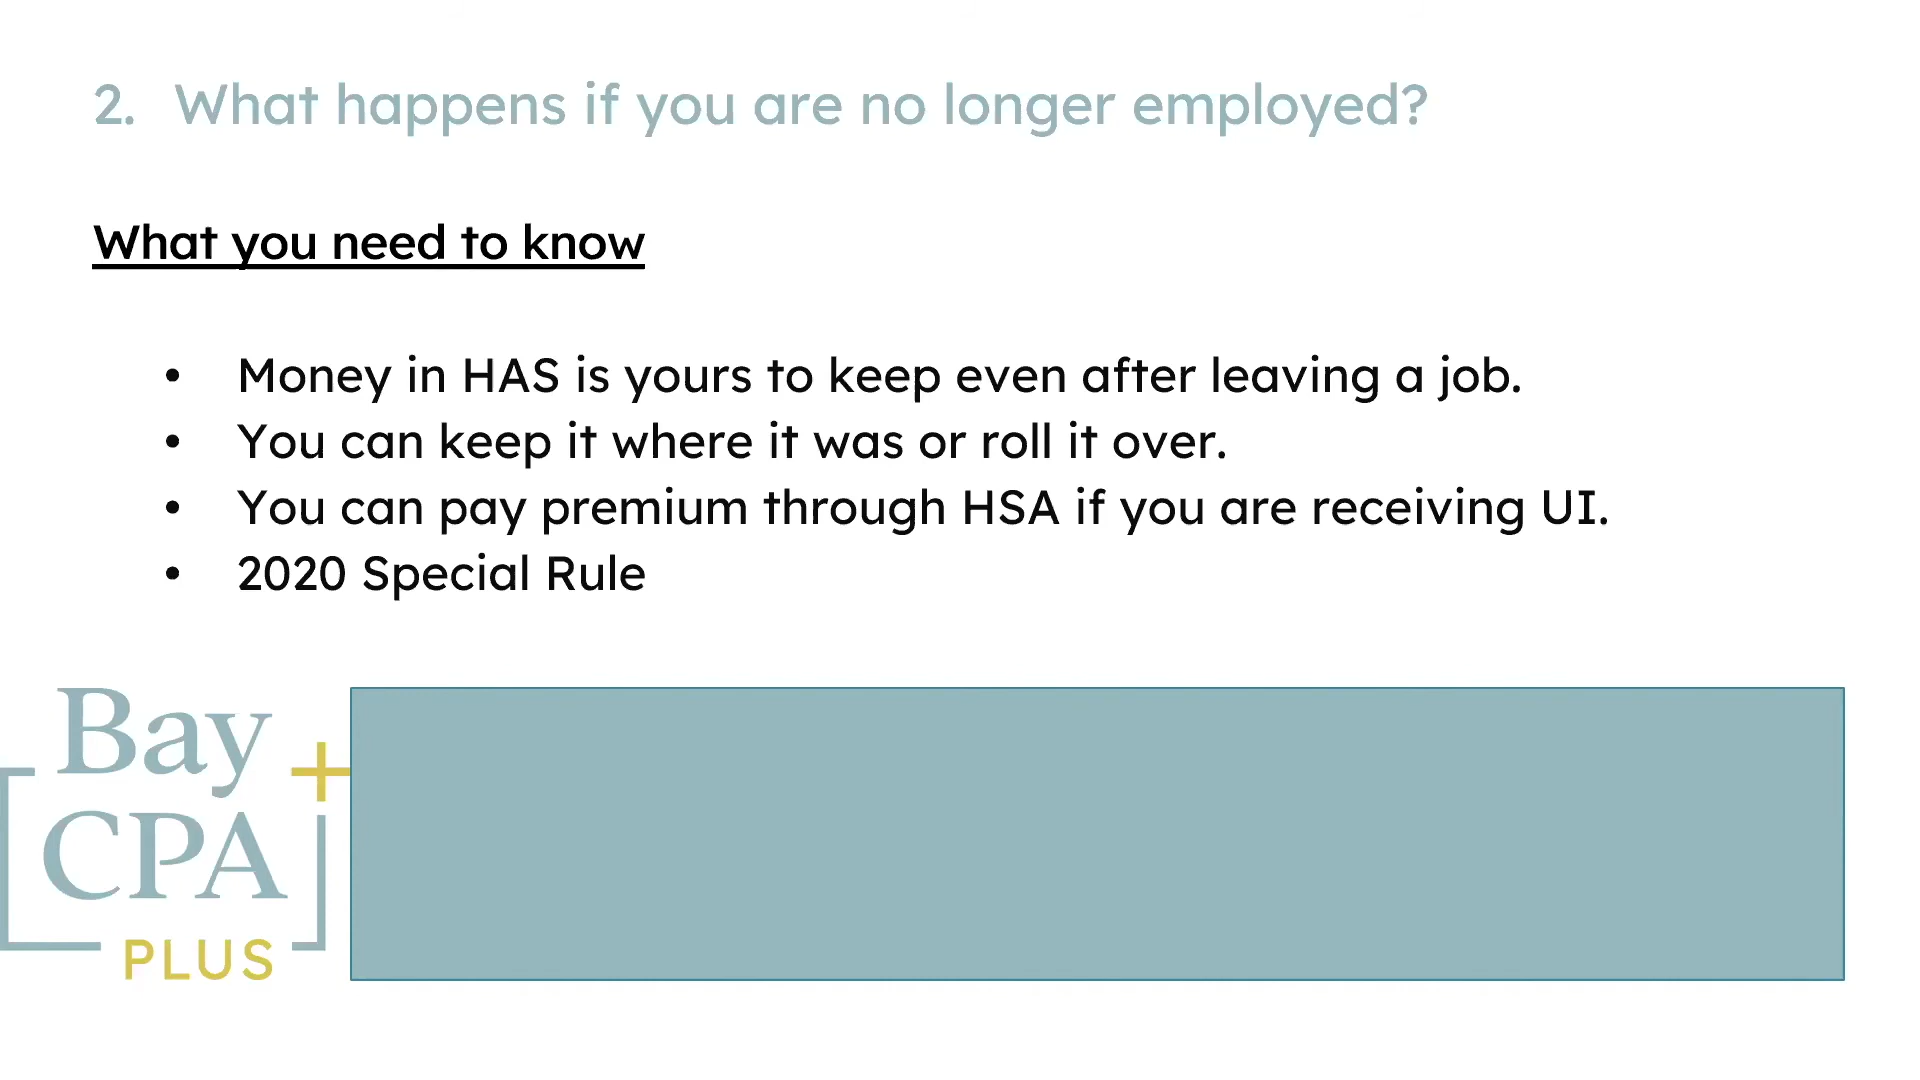 2. What happens if you are no longer employed?
What you need to know
• Money in HAS is yours to keep even after leaving a job.
• You can keep it where it was or roll it over.
• You can pay premium through HSA if you are receiving UI.
• 2020 Special Rule
Bay
CPA
PLUS